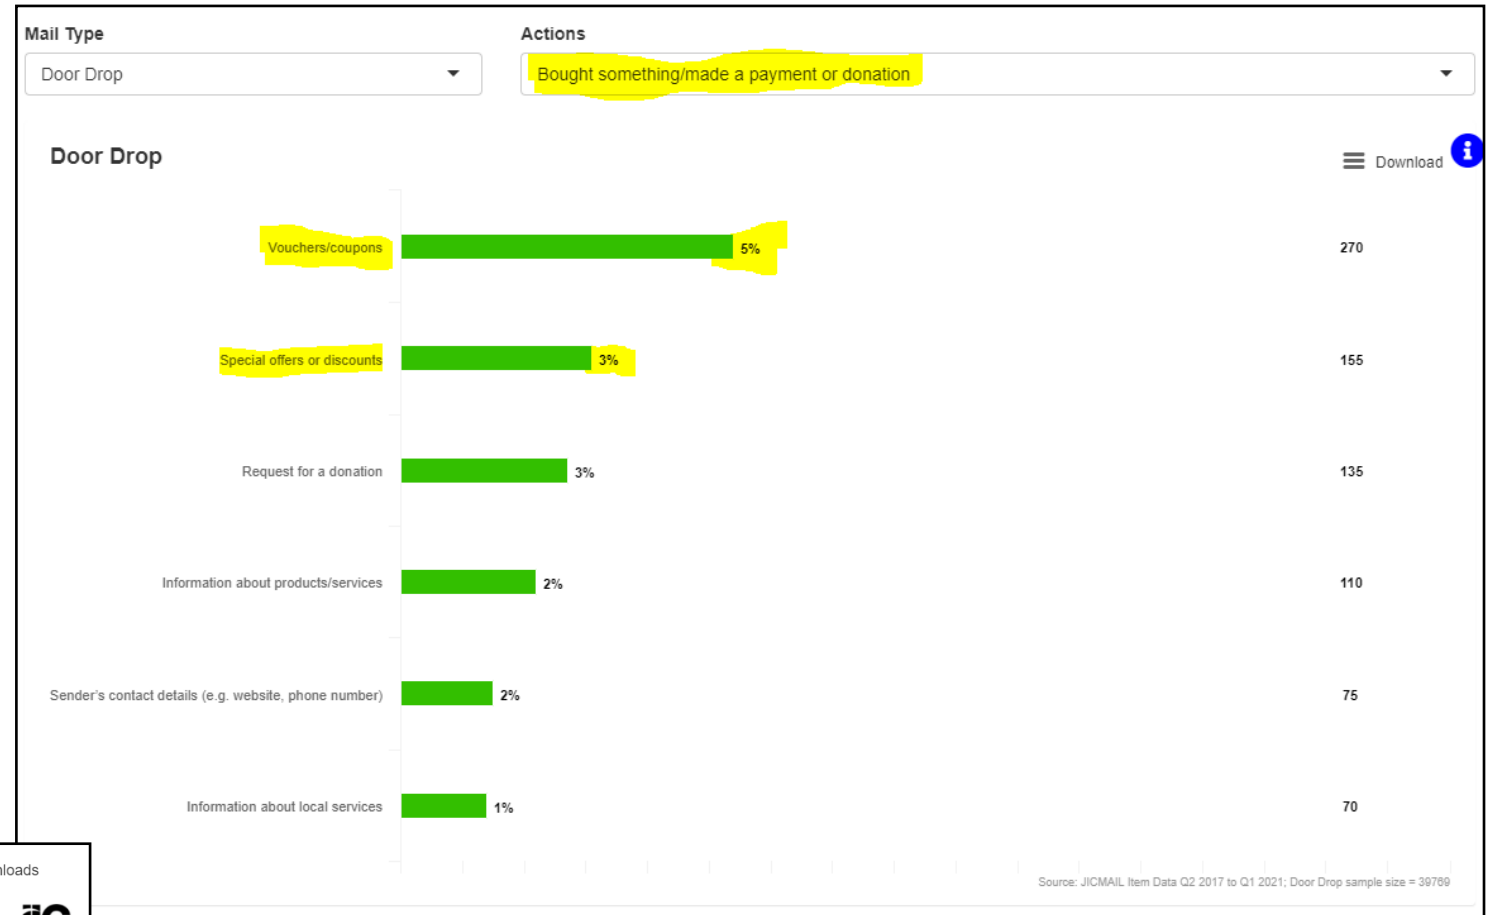 Mail Type
Actions
Door Drop
Bought something/made a payment or donation
Door Drop
Download
Vouchers/coupons 5% 270
Special offers or discounts 3% 155
Request for a donation 3% 135
Information about products/services 2% 110
Sender's contact details (e.g. website, phone number) 2% 75
Information about local services 1% 70
Source: JICMAIL Item Data Q2 2017 to Q1 2021; Door Drop sample size = 39769
nloads